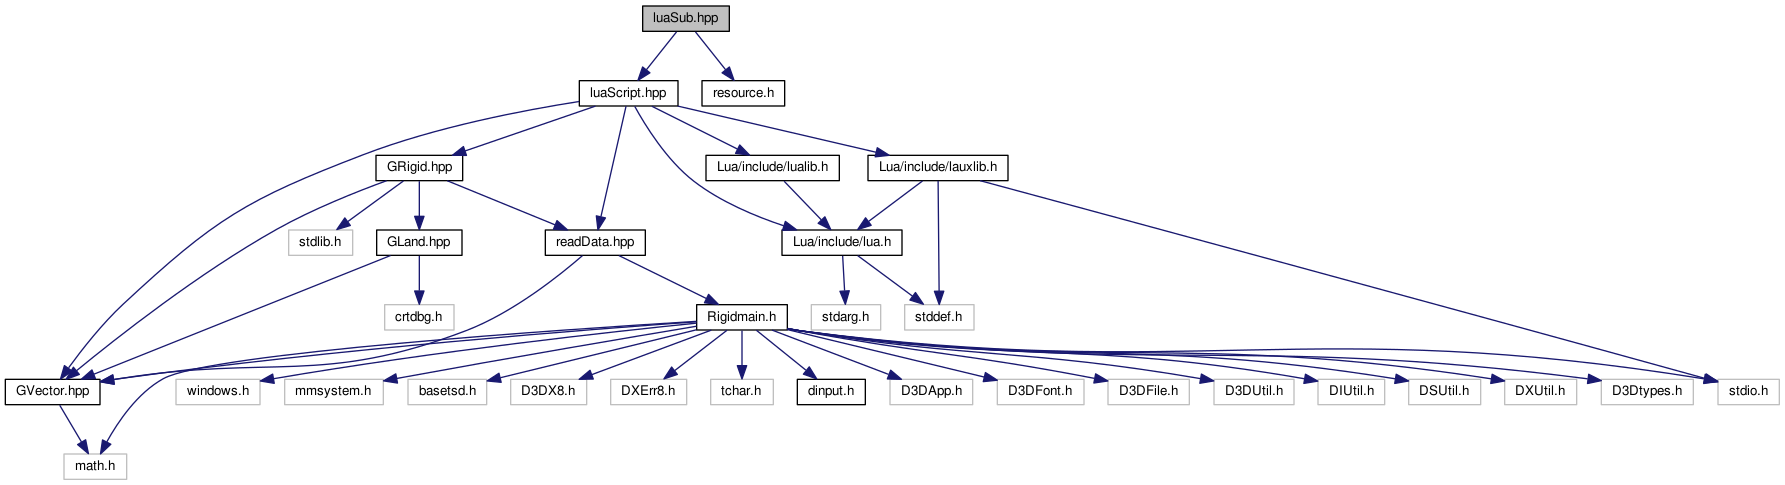 luaSub.hpp
luaScript.hpp
resource.h
GRigid.hpp
Lua/include/lualib.h
Lua/include/lauxlib.h
stdlib.h
GLand.hpp
readData.hpp
Lua/include/lua.h
crtdbg.h
Rigidmain.h
stdarg.h
stddef.h
GVector.hpp
windows.h
mmsystem.h
basetsd.h
D3DX8.h
DXErr8.h
tchar.h
dinput.h
D3DApp.h
D3DFont.h
D3DFile.h
D3DUtil.h
DIUtil.h
DSUtil.h
DXUtil.h
D3Dtypes.h
stdio.h
math.h